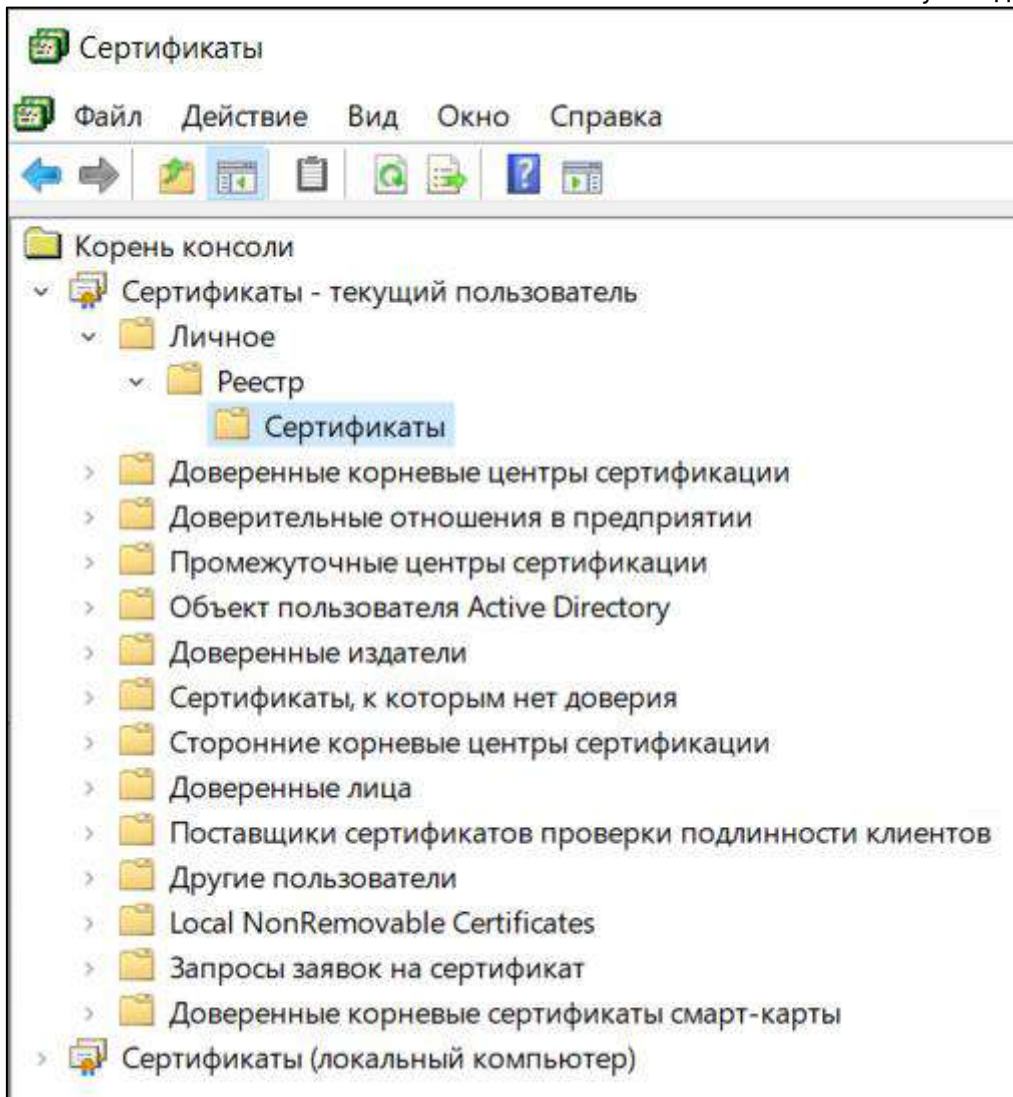 Сертификаты
Файл Действие Вид Окно Справка
Корень консоли
Сертификаты - текущий пользователь
Личное
Реестр
Сертификаты
Доверенные корневые центры сертификации
Доверительные отношения в предприятии
Промежуточные центры сертификации
Объект пользователя Active Directory
Доверенные издатели
Сертификаты, к которым нет доверия
Сторонние корневые центры сертификации
Доверенные лица
Поставщики сертификатов проверки подлинности клиентов
Другие пользователи
Local NonRemovable Certificates
Запросы заявок на сертификат
Доверенные корневые сертификаты смарт-карты
Сертификаты (локальный компьютер)